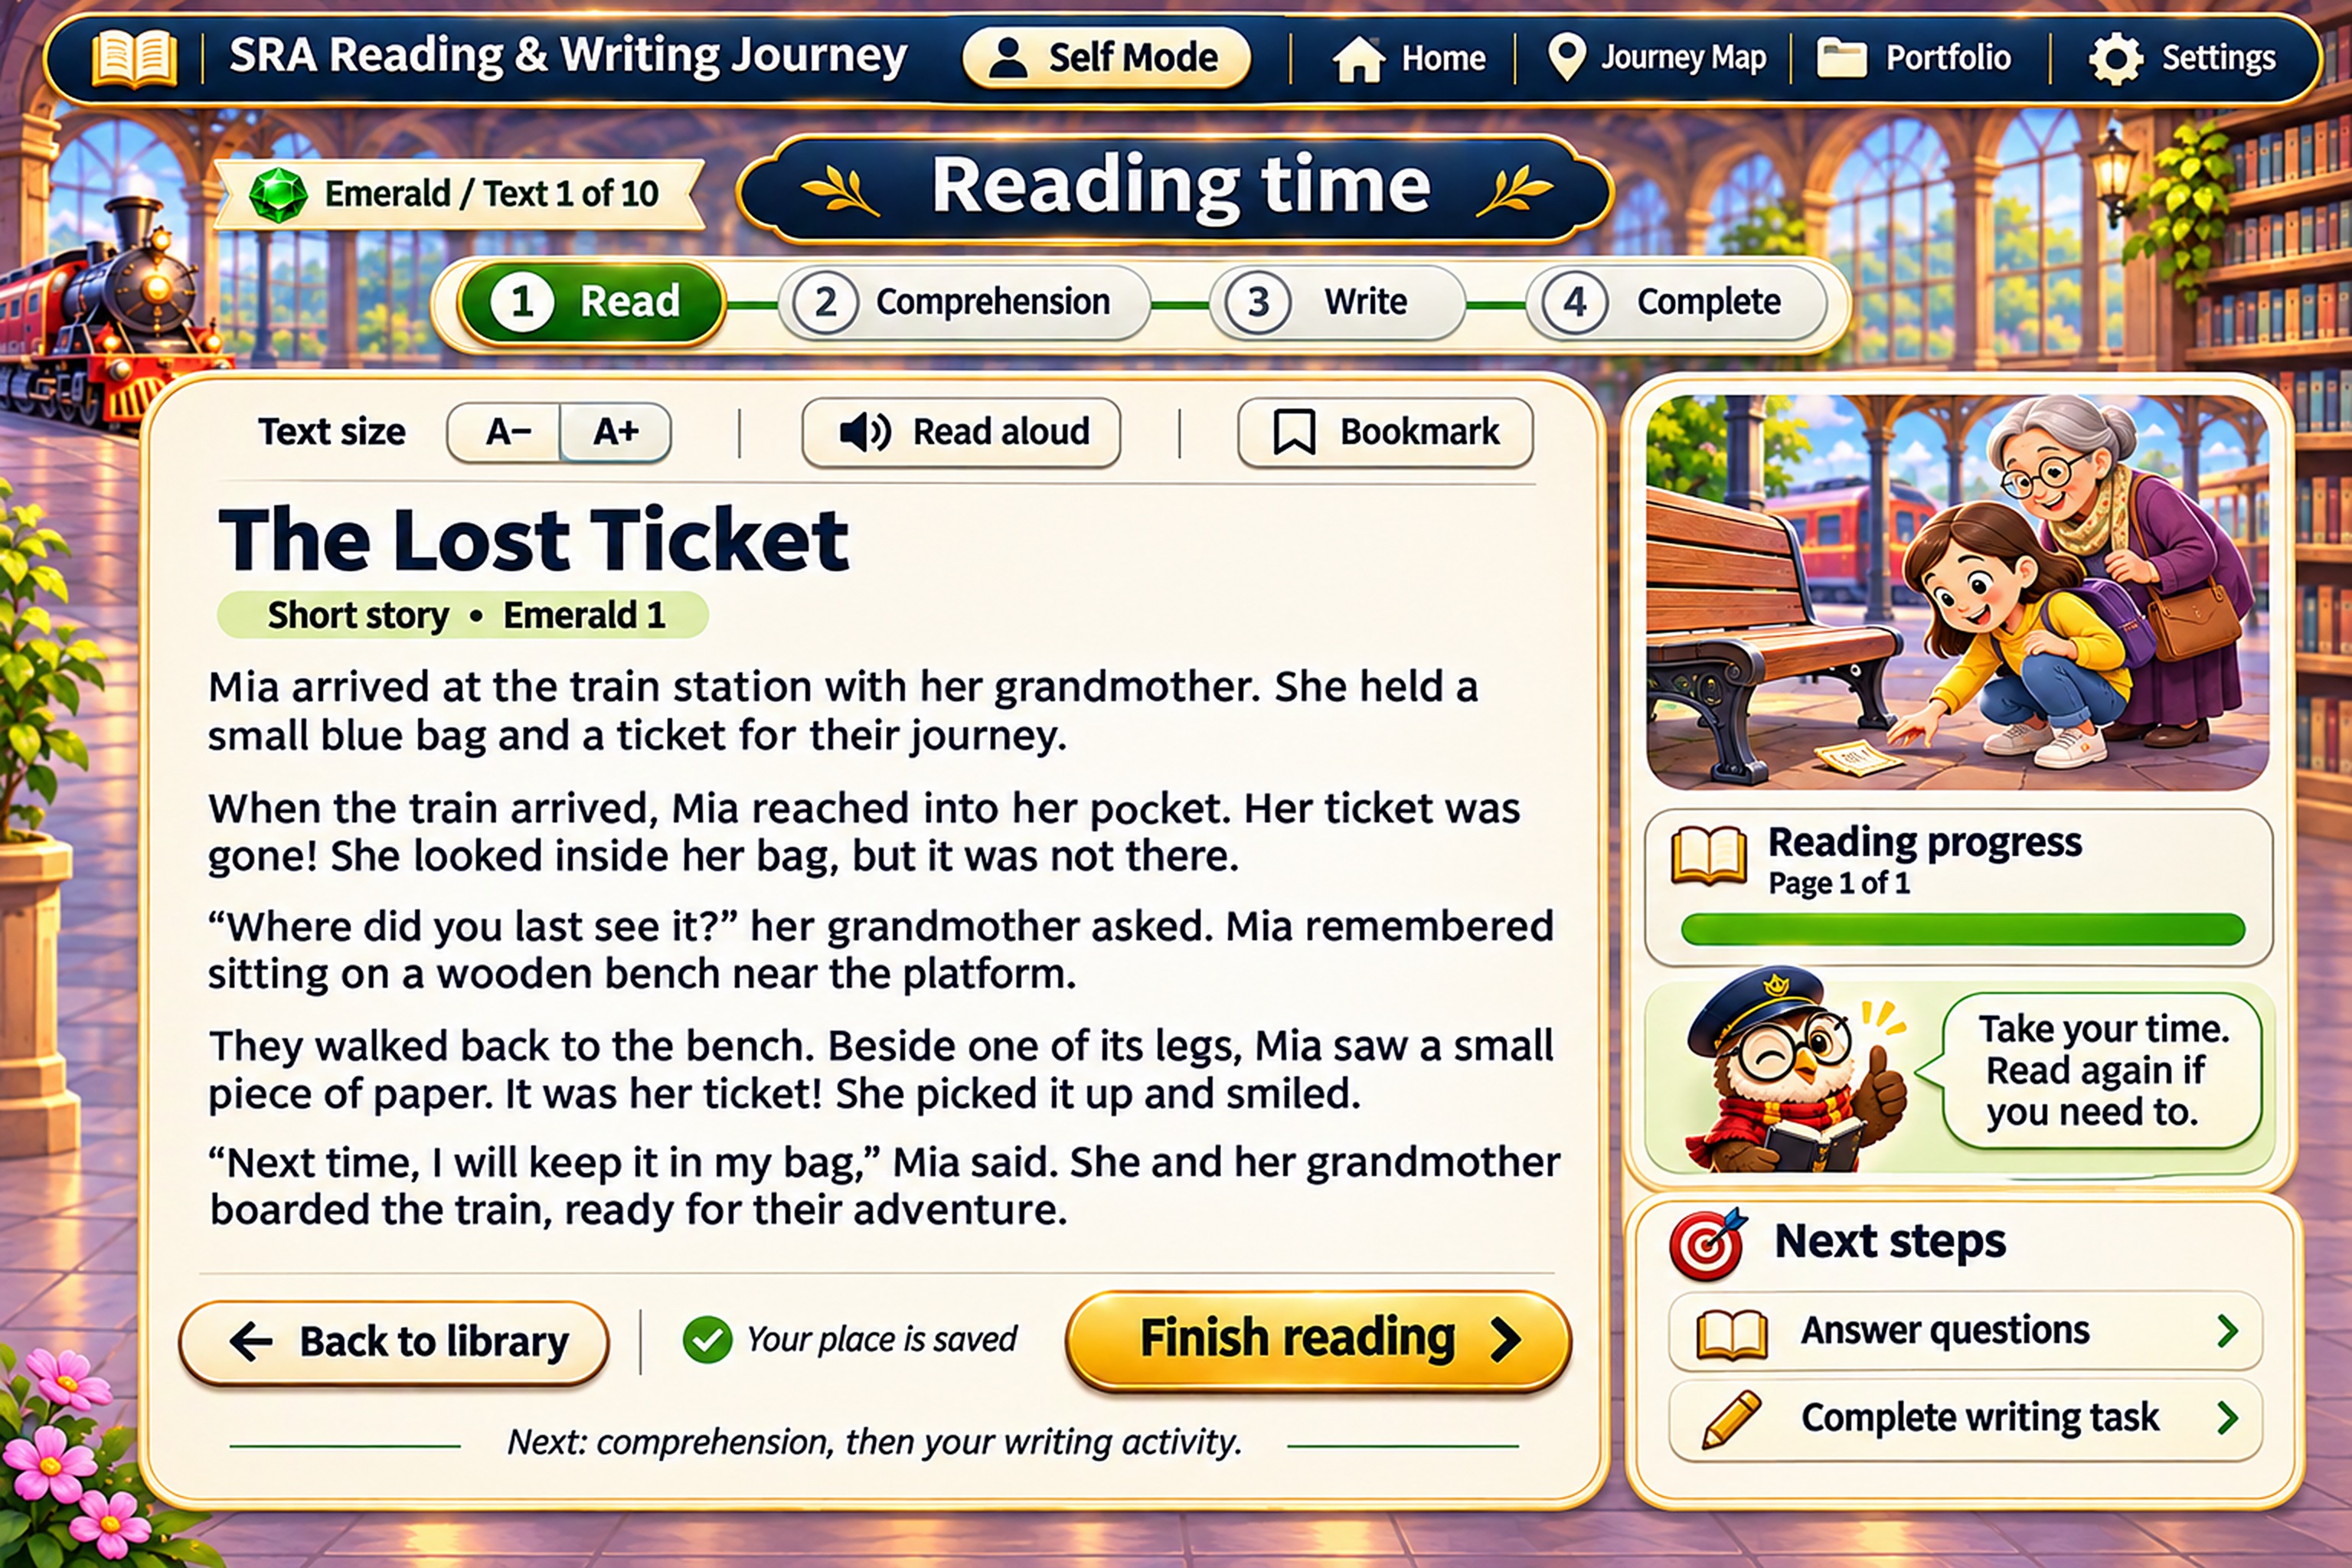 SRA Reading & Writing Journey
Self Mode
Home
Journey Map
Portfolio
Settings
Emerald / Text 1 of 10
Reading time
1 Read
2 Comprehension
3 Write
4 Complete
Text size
A−
A+
Read aloud
Bookmark
The Lost Ticket
Short story • Emerald 1
Mia arrived at the train station with her grandmother. She held a
small blue bag and a ticket for their journey.
When the train arrived, Mia reached into her pocket. Her ticket was
gone! She looked inside her bag, but it was not there.
“Where did you last see it?” her grandmother asked. Mia remembered
sitting on a wooden bench near the platform.
They walked back to the bench. Beside one of its legs, Mia saw a small
piece of paper. It was her ticket! She picked it up and smiled.
“Next time, I will keep it in my bag,” Mia said. She and her grandmother
boarded the train, ready for their adventure.
Back to library
Your place is saved
Finish reading
Next: comprehension, then your writing activity.
Reading progress
Page 1 of 1
Take your time.
Read again if
you need to.
Next steps
Answer questions
Complete writing task